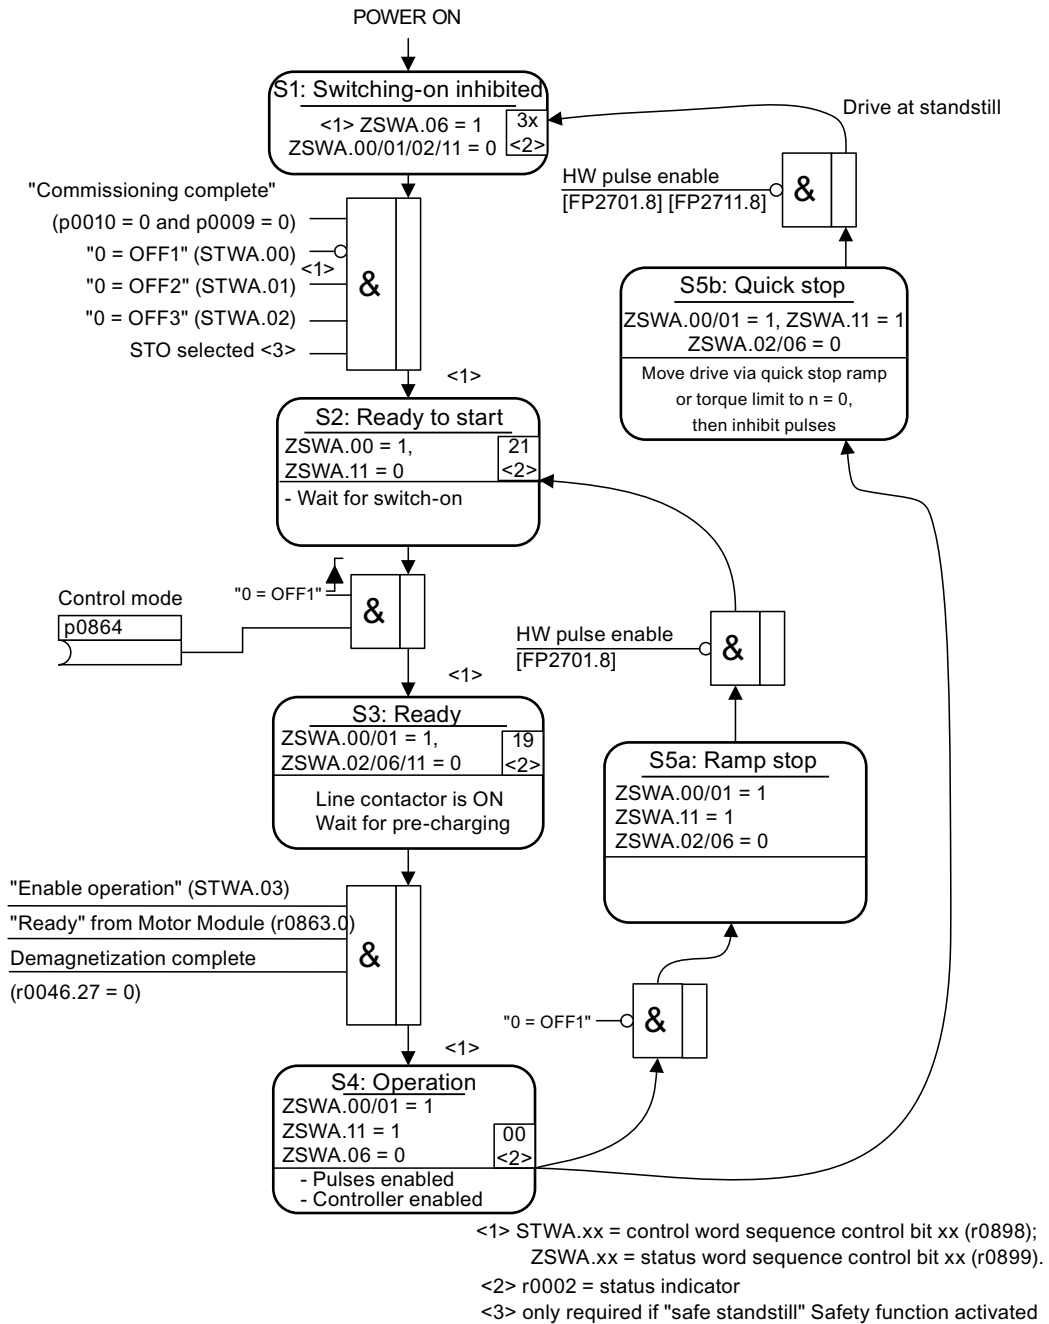 POWER ON
S1: Switching-on inhibited
<1> ZSWA.06 = 1
ZSWA.00/01/02/11 = 0
3x
<2>
Drive at standstill
HW pulse enable
[FP2701.8] [FP2711.8]
&
"Commissioning complete"
(p0010 = 0 and p0009 = 0)
"0 = OFF1" (STWA.00)
<1>
"0 = OFF2" (STWA.01)
"0 = OFF3" (STWA.02)
STO selected <3>
&
<1>
S5b: Quick stop
ZSWA.00/01 = 1, ZSWA.11 = 1
ZSWA.02/06 = 0
Move drive via quick stop ramp
or torque limit to n = 0,
then inhibit pulses
S2: Ready to start
ZSWA.00 = 1,
ZSWA.11 = 0
21
<2>
- Wait for switch-on
"0 = OFF1"
&
Control mode
p0864
<1>
HW pulse enable
[FP2701.8]
&
S3: Ready
ZSWA.00/01 = 1,
ZSWA.02/06/11 = 0
19
<2>
Line contactor is ON
Wait for pre-charging
S5a: Ramp stop
ZSWA.00/01 = 1
ZSWA.11 = 1
ZSWA.02/06 = 0
"Enable operation" (STWA.03)
"Ready" from Motor Module (r0863.0)
Demagnetization complete
(r0046.27 = 0)
&
<1>
"0 = OFF1"
&
S4: Operation
ZSWA.00/01 = 1
ZSWA.11 = 1
ZSWA.06 = 0
00
<2>
- Pulses enabled
- Controller enabled
<1> STWA.xx = control word sequence control bit xx (r0898);
ZSWA.xx = status word sequence control bit xx (r0899).
<2> r0002 = status indicator
<3> only required if "safe standstill" Safety function activated